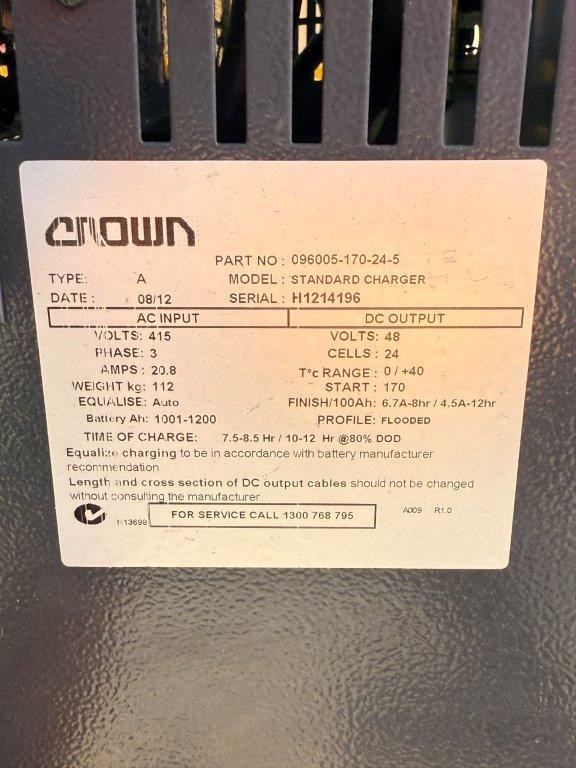 CROWN
PART NO : 096005-170-24-5
TYPE: A MODEL : STANDARD CHARGER
DATE : 08/12 SERIAL : H1214196
AC INPUT DC OUTPUT
VOLTS: 415 VOLTS: 48
PHASE: 3 CELLS : 24
AMPS : 20.8 T°c RANGE : 0 / +40
WEIGHT kg: 112 START : 170
EQUALISE: Auto FINISH/100Ah: 6.7A-8hr / 4.5A-12hr
Battery Ah: 1001-1200 PROFILE: FLOODED
TIME OF CHARGE: 7.5-8.5 Hr / 10-12 Hr @80% DOD
Equalize charging to be in accordance with battery manufacturer
recommendation
Length and cross section of DC output cables should not be changed
without consulting the manufacturer
H13698 FOR SERVICE CALL 1300 768 795 A009 R1.0